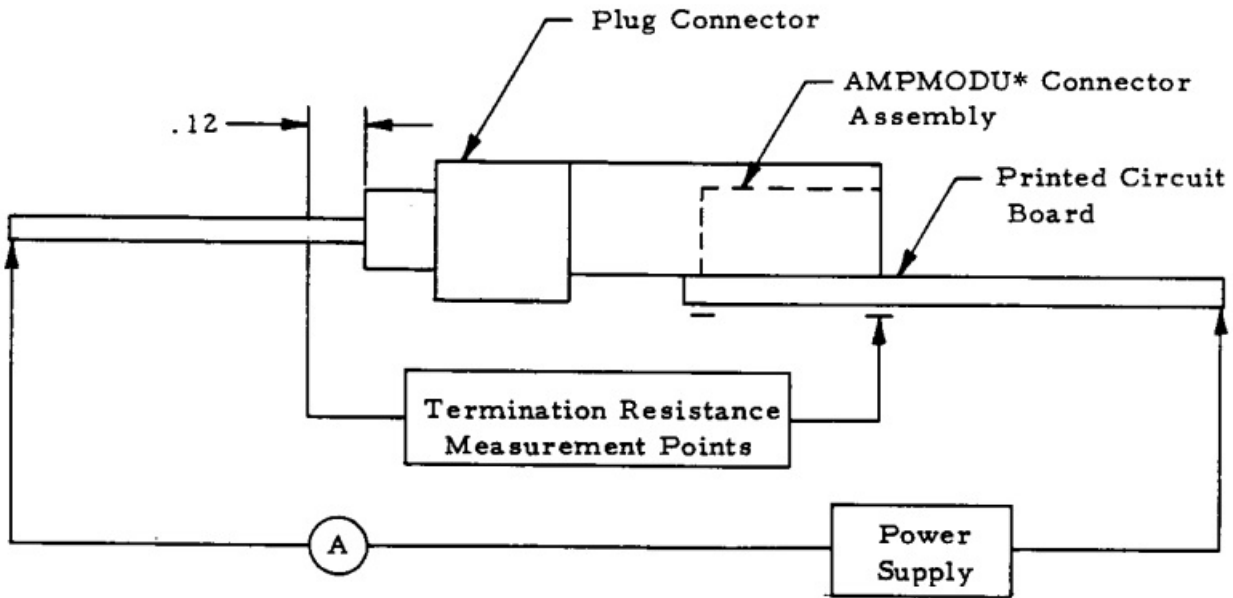 Plug Connector
AMPMODU* Connector
Assembly
.12
Printed Circuit
Board
Termination Resistance
Measurement Points
A
Power
Supply